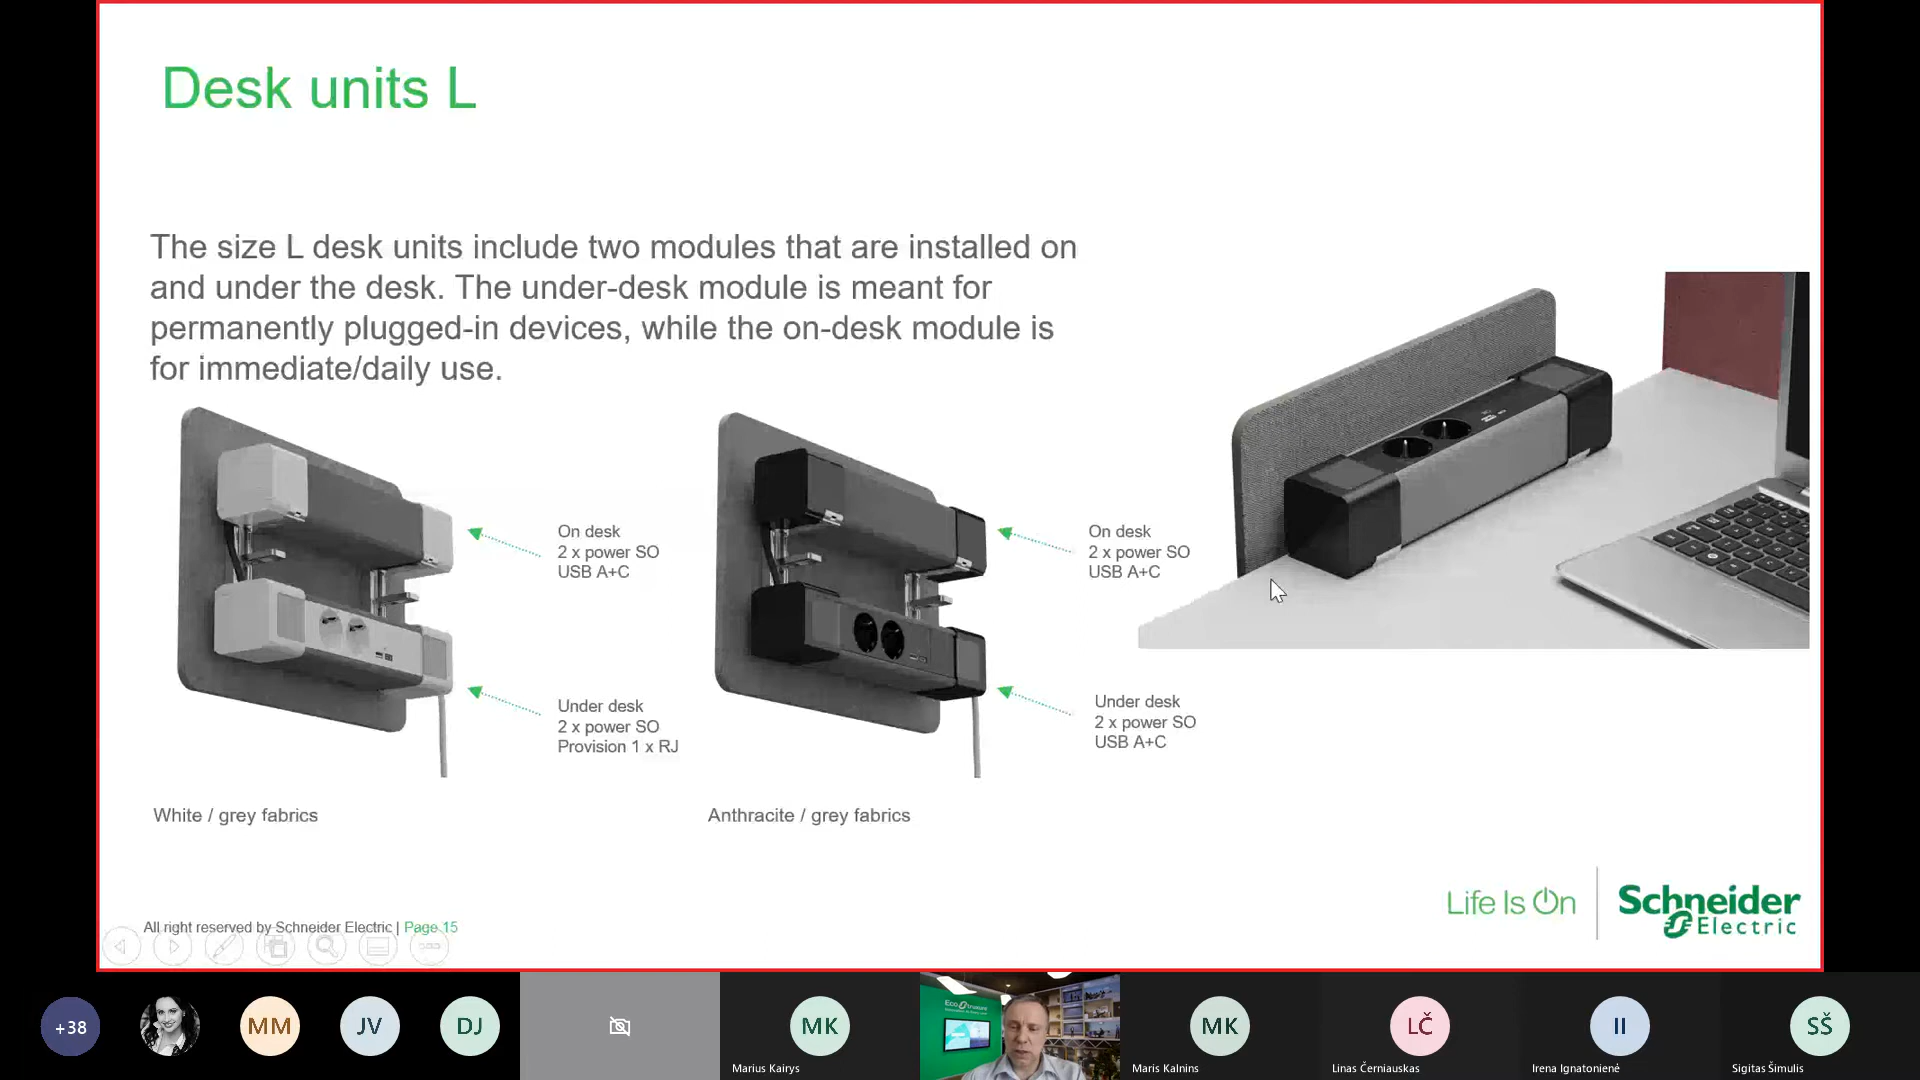 Desk units L
The size L desk units include two modules that are installed on
and under the desk. The under-desk module is meant for
permanently plugged-in devices, while the on-desk module is
for immediate/daily use.
On desk
2 x power SO
USB A+C
Under desk
2 x power SO
Provision 1 x RJ
On desk
2 x power SO
USB A+C
Under desk
2 x power SO
USB A+C
White / grey fabrics
Anthracite / grey fabrics
Life Is On
Schneider
Electric
All right reserved by Schneider Electric | Page 15
+38
MM
JV
DJ
MK
Marius Kairys
MK
Maris Kalnins
LČ
Linas Černiauskas
II
Irena Ignatonienė
SŠ
Sigitas Šimulis